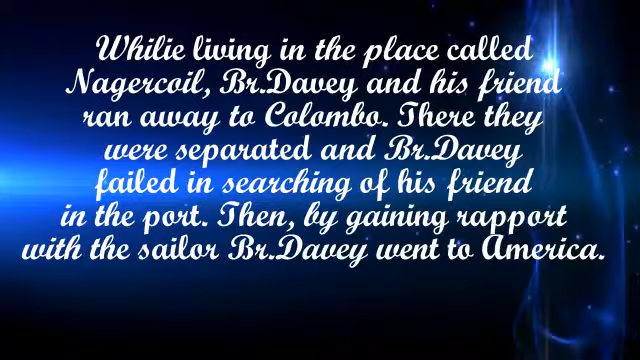 Whilie living in the place called
Nagercoil, Br.Davey and his friend
ran away to Colombo. There they
were separated and Br.Davey
failed in searching of his friend
in the port. Then, by gaining rapport
with the sailor Br.Davey went to America.